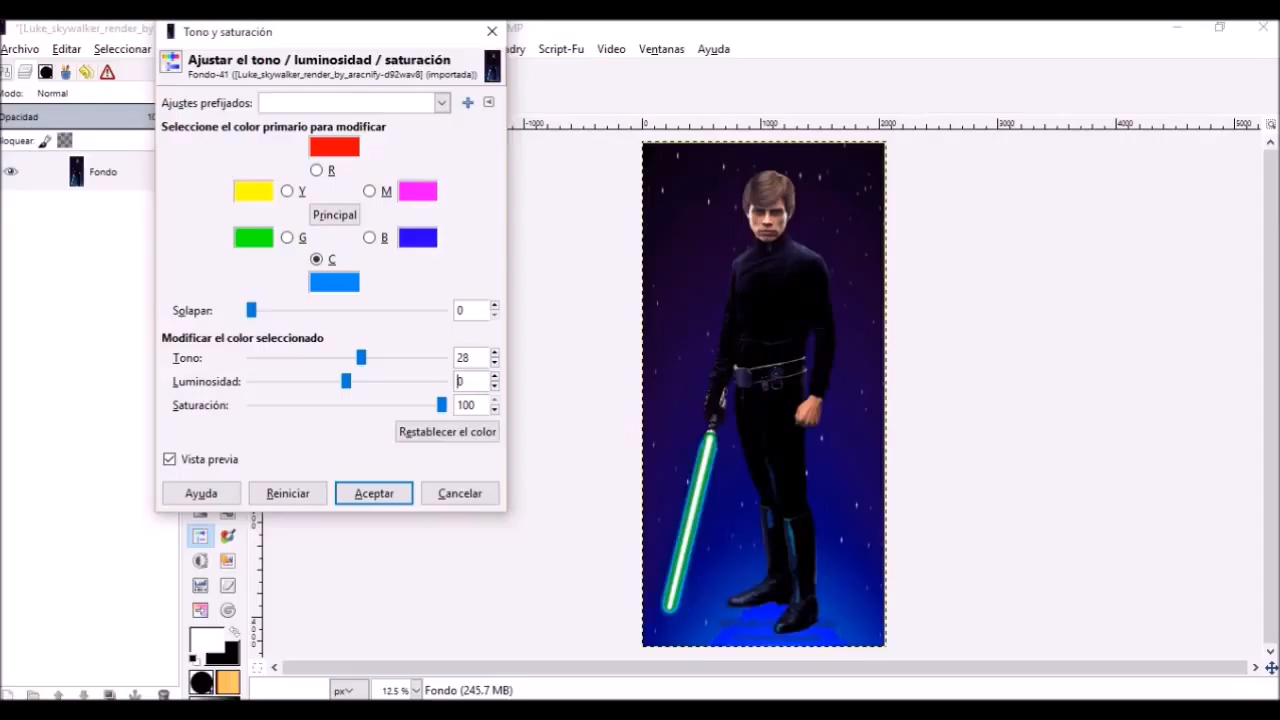 Tono y saturación
"[Luke_skywalker_render_by
MP
Archivo Editar Seleccionar
adry Script-Fu Video Ventanas Ayuda
Ajustar el tono / luminosidad / saturación
Fondo-41 ([Luke_skywalker_render_by_aracnify-d92wav8] (importada))
Modo: Normal
Opacidad 10
Bloquear:
Fondo
Ajustes prefijados:
Seleccione el color primario para modificar
R
Y M
Principal
G B
C
Solapar: 0
Modificar el color seleccionado
Tono: 28
Luminosidad: 0
Saturación: 100
Restablecer el color
Vista previa
Ayuda Reiniciar Aceptar Cancelar
-1000 0 1000 2000 3000 4000 5000
px 12.5 % Fondo (245.7 MB)